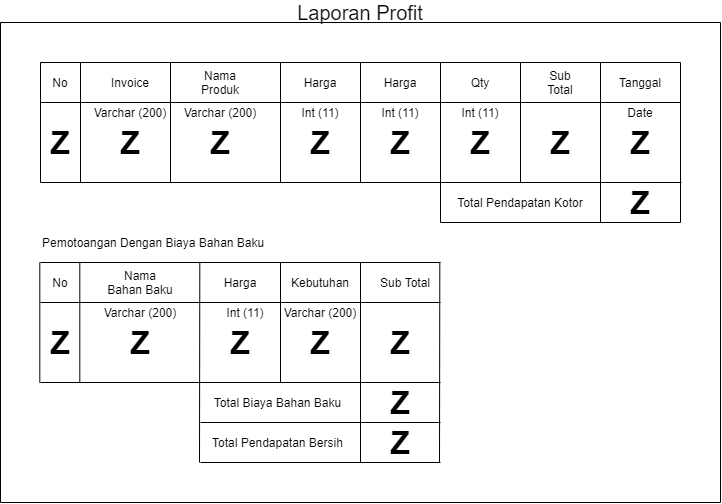 Laporan Profit
No Invoice Nama Produk Harga Harga Qty Sub Total Tanggal
Varchar (200) Varchar (200) Int (11) Int (11) Int (11) Date
Z Z Z Z Z Z Z Z
Total Pendapatan Kotor Z
Pemotoangan Dengan Biaya Bahan Baku
No Nama Bahan Baku Harga Kebutuhan Sub Total
Varchar (200) Int (11) Varchar (200)
Z Z Z Z Z
Total Biaya Bahan Baku Z
Total Pendapatan Bersih Z